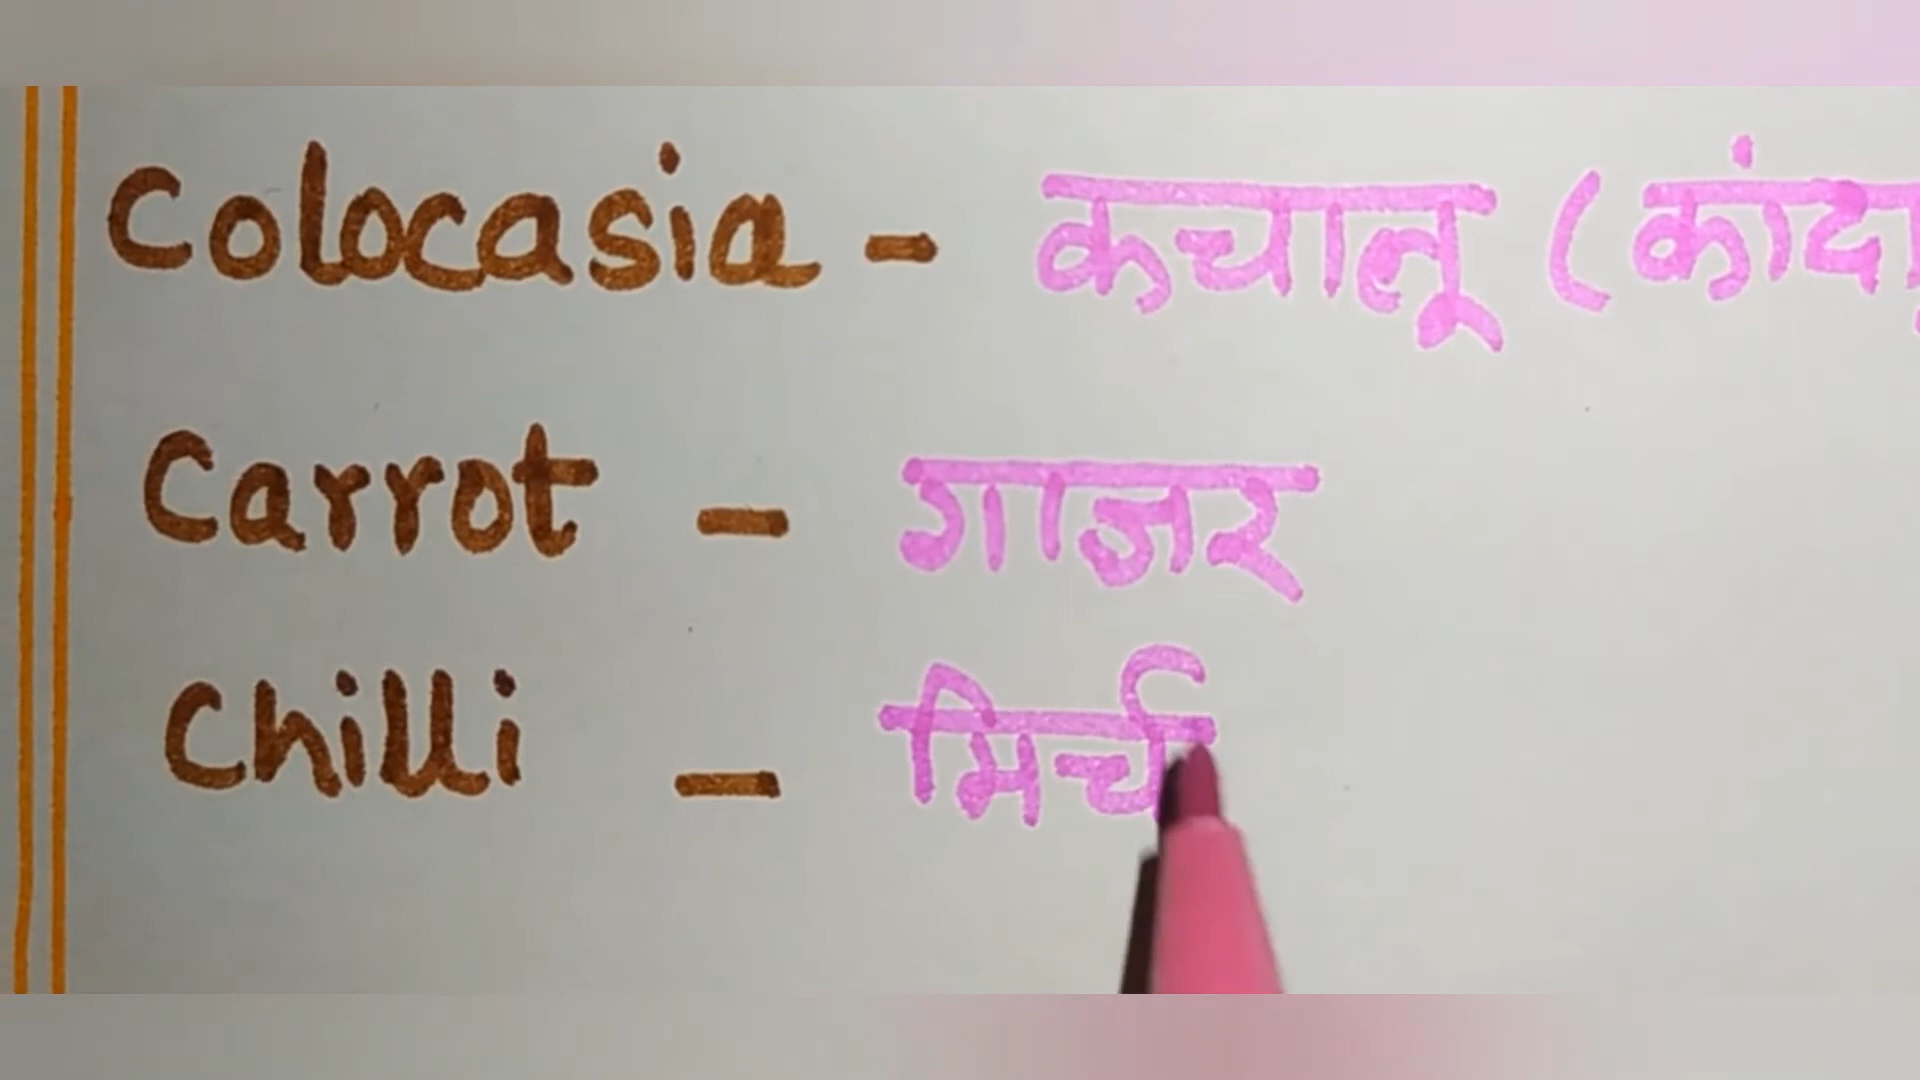 Colocasia - कचालू (कांदा
Carrot - गाजर
Chilli - मिर्च